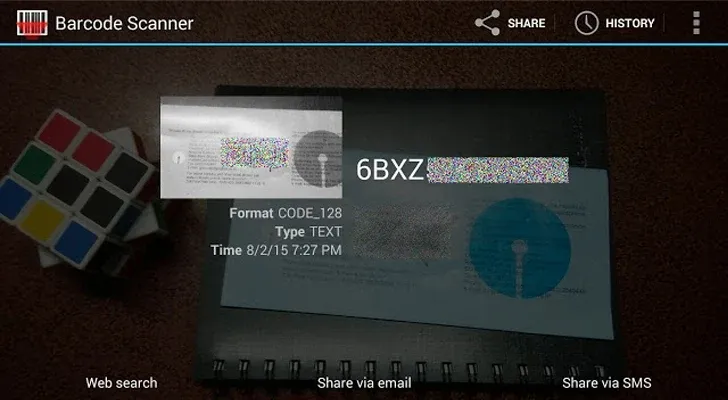 Barcode Scanner
SHARE
HISTORY
6BXZ
Format CODE_128
Type TEXT
Time 8/2/15 7:27 PM
Web search
Share via email
Share via SMS